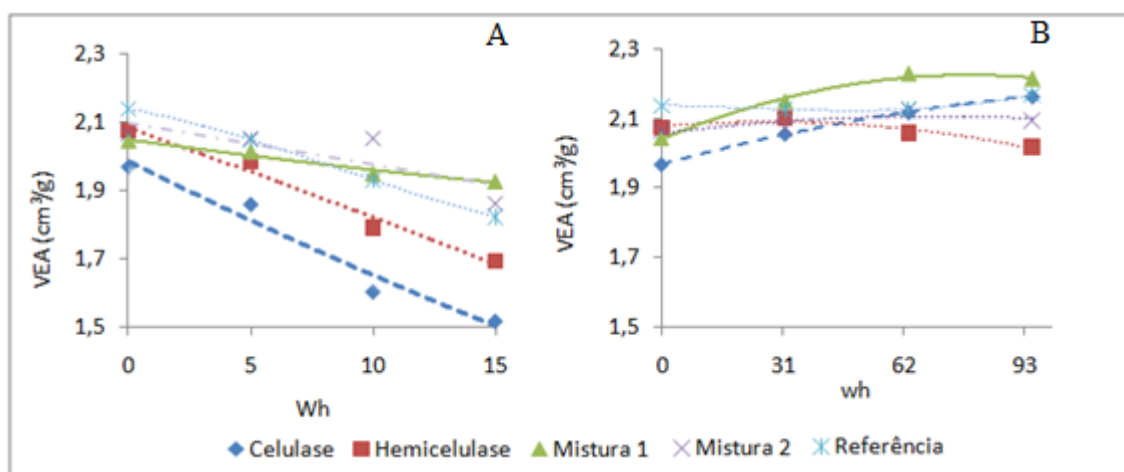 A
VEA (cm³/g)
2,3
2,1
1,9
1,7
1,5
0 5 10 15
Wh
B
VEA (cm³/g)
2,3
2,1
1,9
1,7
1,5
0 31 62 93
wh
Celulase Hemicelulase Mistura 1 Mistura 2 Referência